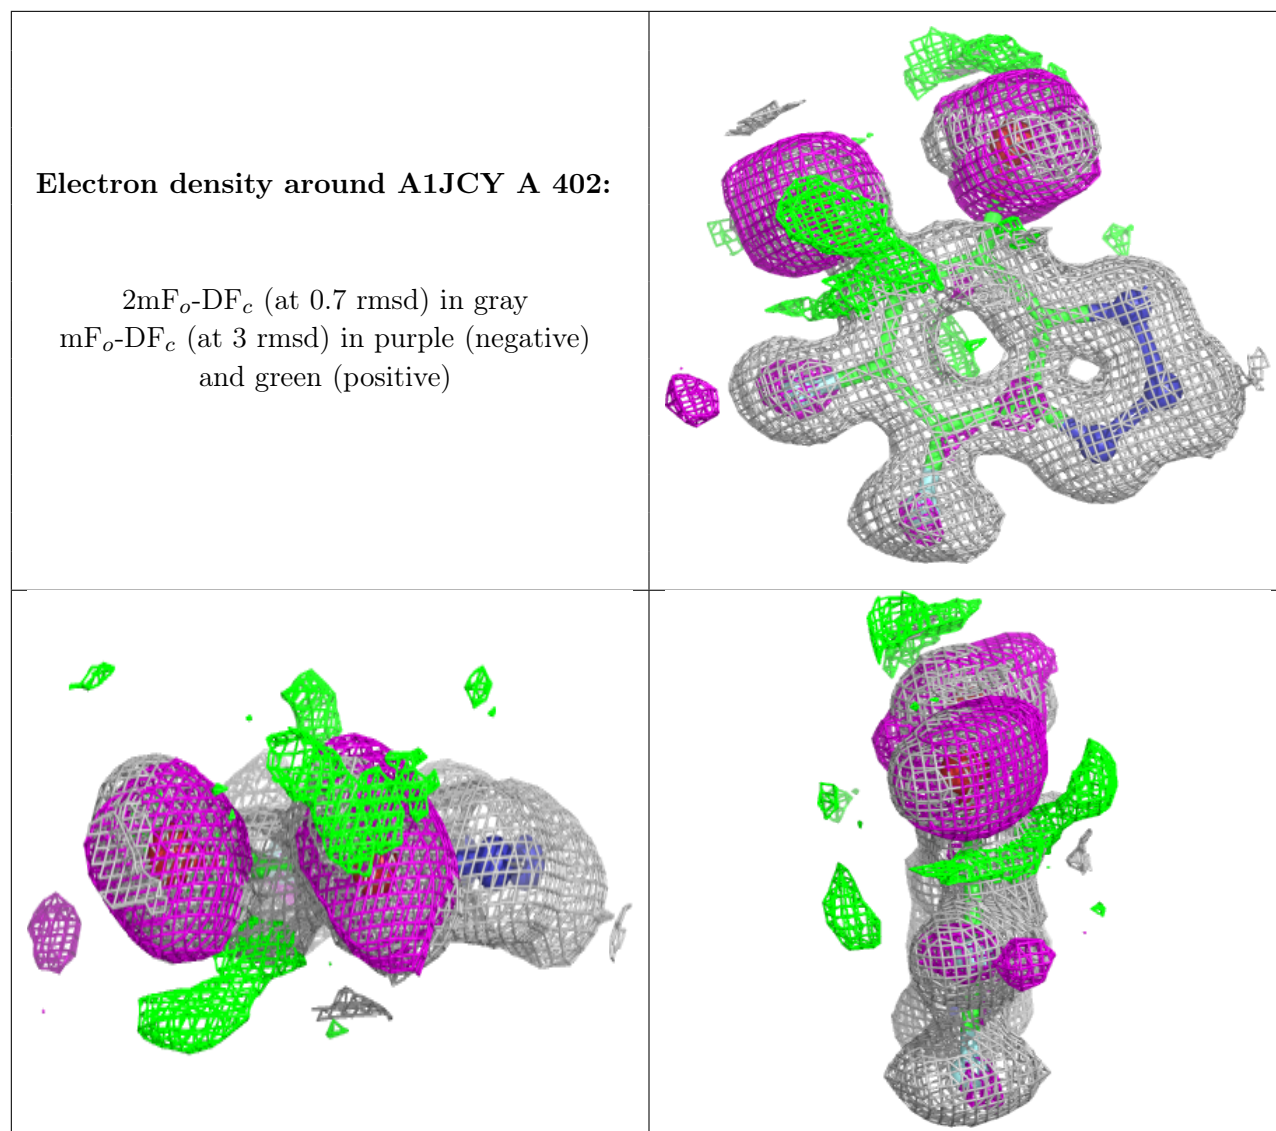 Electron density around A1JCY A 402:
2mFo-DFc (at 0.7 rmsd) in gray
mFo-DFc (at 3 rmsd) in purple (negative)
and green (positive)